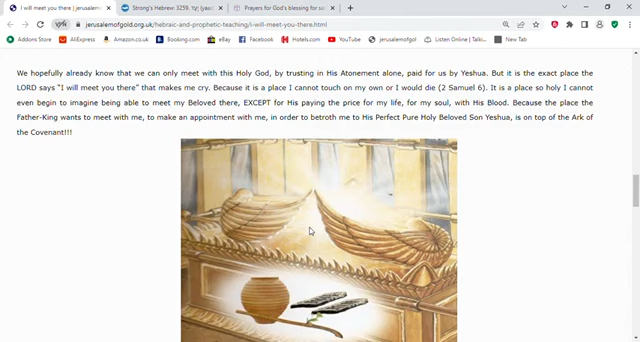 I will meet you there | jerusalem
Strong's Hebrew: 3259. יָעַד (yaad)
Prayers for God's blessing for su
jerusalemofgold.org.uk/hebraic-and-prophetic-teaching/i-will-meet-you-there.html
Addons Store AliExpress Amazon.co.uk Booking.com eBay Facebook Hotels.com YouTube jerusalemofgol Listen Online | Talki... New Tab
We hopefully already know that we can only meet with this Holy God, by trusting in His Atonement alone, paid for us by Yeshua. But it is the exact place the
LORD says "I will meet you there" that makes me cry. Because it is a place I cannot touch on my own or I would die (2 Samuel 6). It is a place so holy I cannot
even begin to imagine being able to meet my Beloved there, EXCEPT for His paying the price for my life, for my soul, with His Blood. Because the place the
Father-King wants to meet with me, to make an appointment with me, in order to betroth me to His Perfect Pure Holy Beloved Son Yeshua, is on top of the Ark of
the Covenant!!!